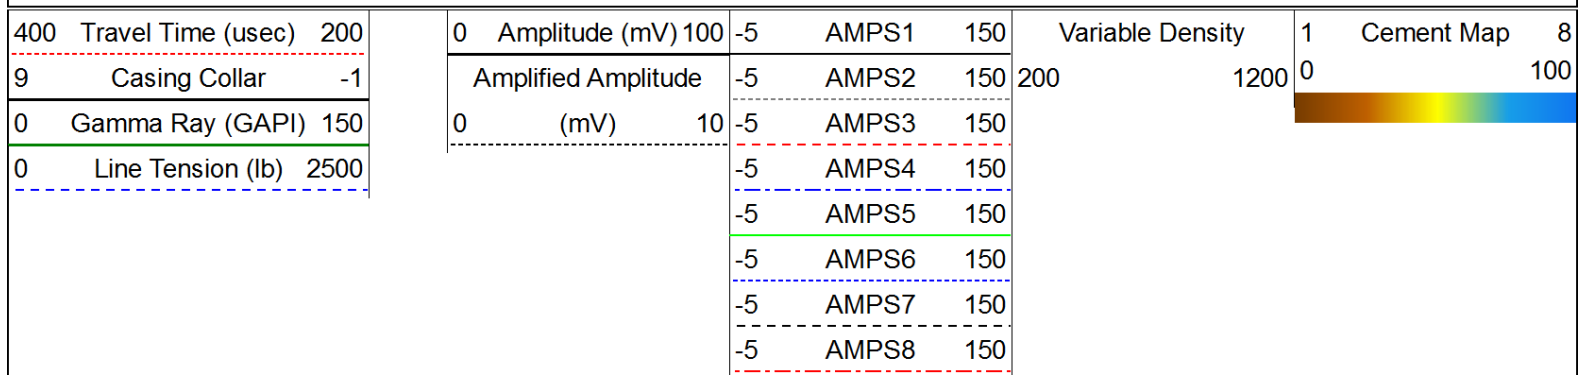 400 Travel Time (usec) 200
9 Casing Collar -1
0 Gamma Ray (GAPI) 150
0 Line Tension (lb) 2500
0 Amplitude (mV) 100
Amplified Amplitude
0 (mV) 10
-5 AMPS1 150
-5 AMPS2 150
-5 AMPS3 150
-5 AMPS4 150
-5 AMPS5 150
-5 AMPS6 150
-5 AMPS7 150
-5 AMPS8 150
Variable Density
200 1200
1 Cement Map 8
0 100